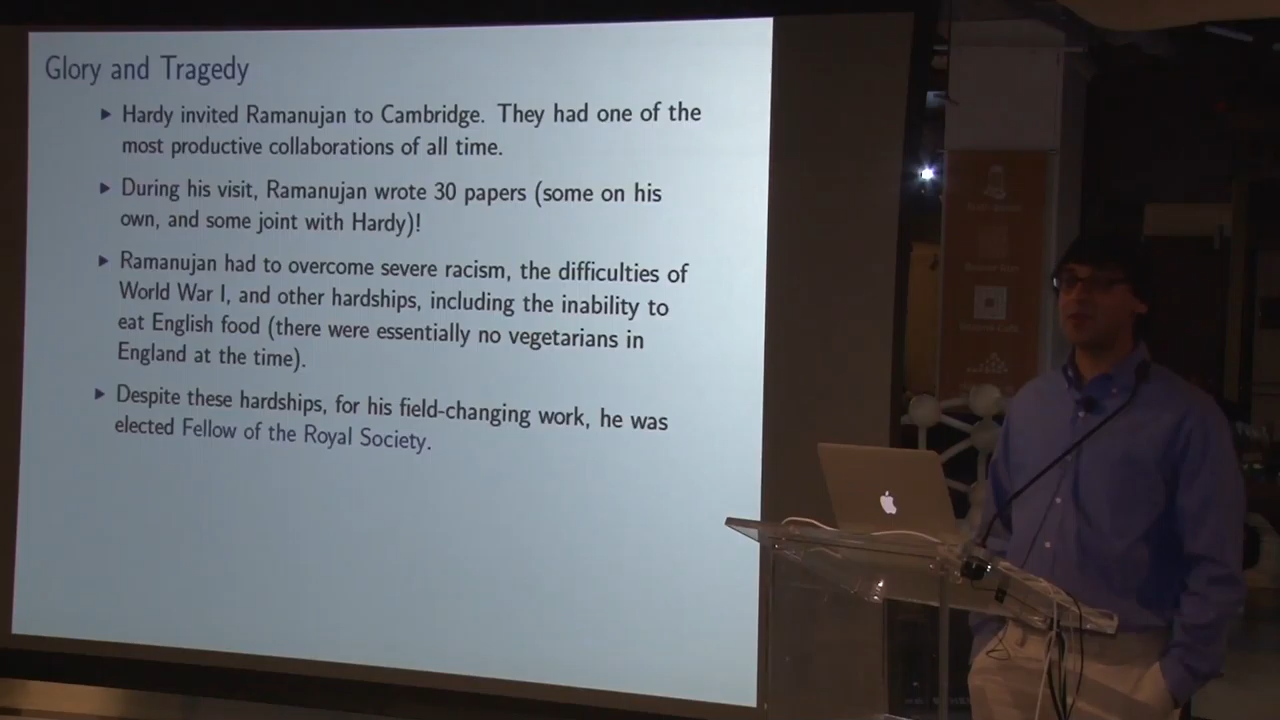 Glory and Tragedy
▶ Hardy invited Ramanujan to Cambridge. They had one of the
most productive collaborations of all time.
▶ During his visit, Ramanujan wrote 30 papers (some on his
own, and some joint with Hardy)!
▶ Ramanujan had to overcome severe racism, the difficulties of
World War I, and other hardships, including the inability to
eat English food (there were essentially no vegetarians in
England at the time).
▶ Despite these hardships, for his field-changing work, he was
elected Fellow of the Royal Society.